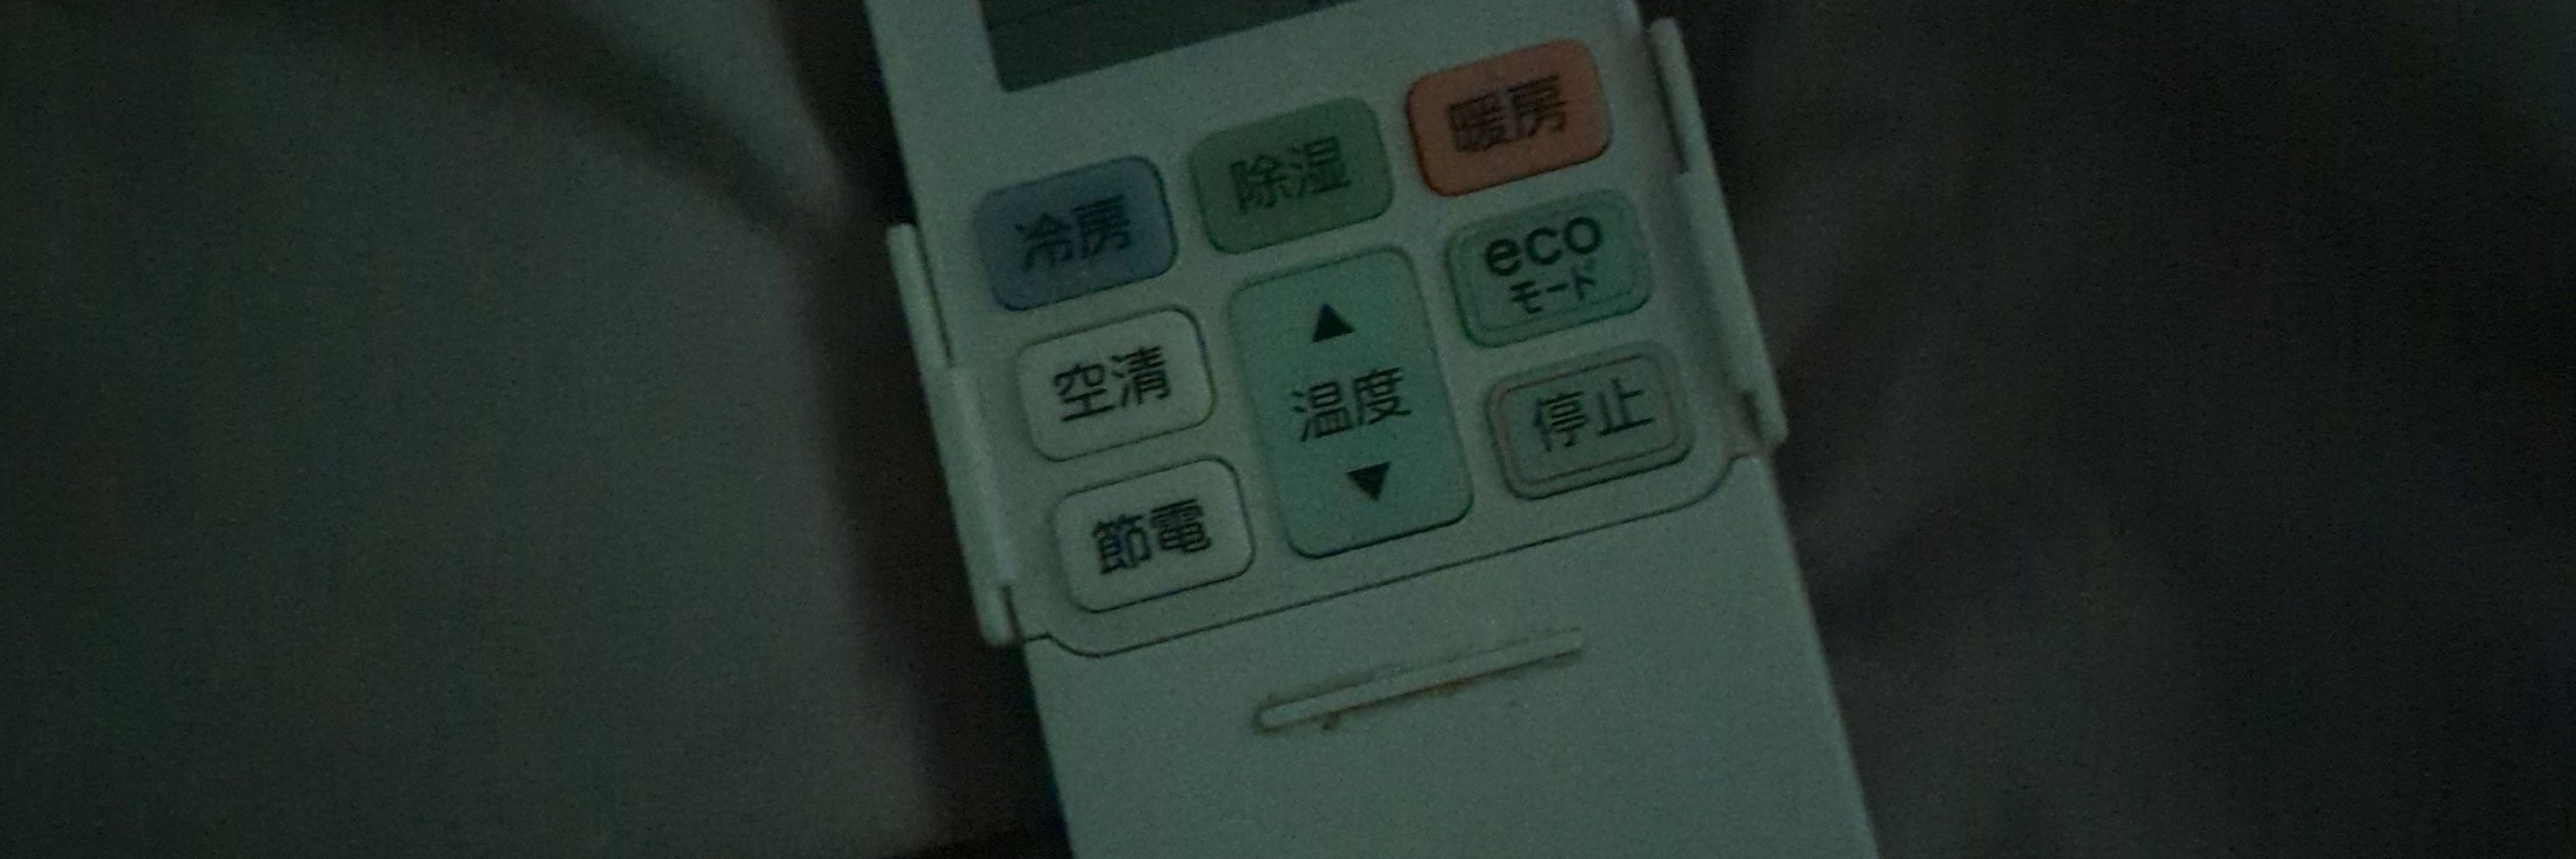 冷房
除湿
暖房
空清
▲
温度
▼
eco
モード
節電
停止